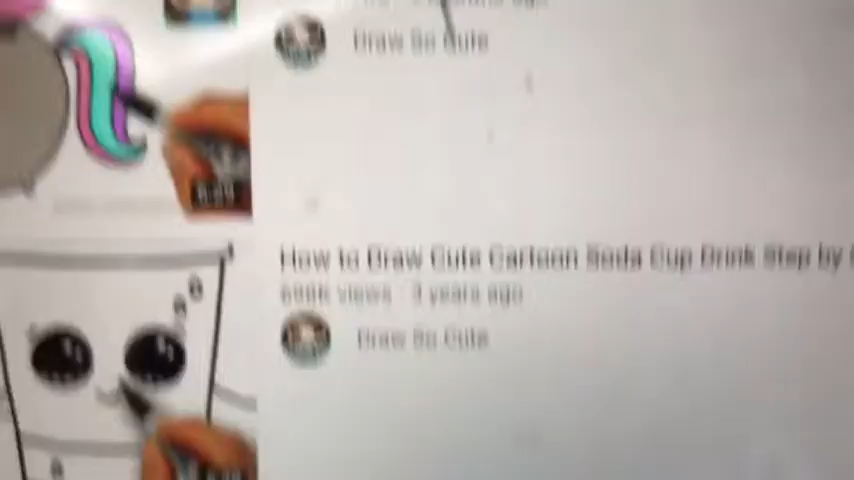 Draw So Cute
How to Draw Cute Cartoon Soda Cup Drink Step by
views 3 years ago
Draw So Cute